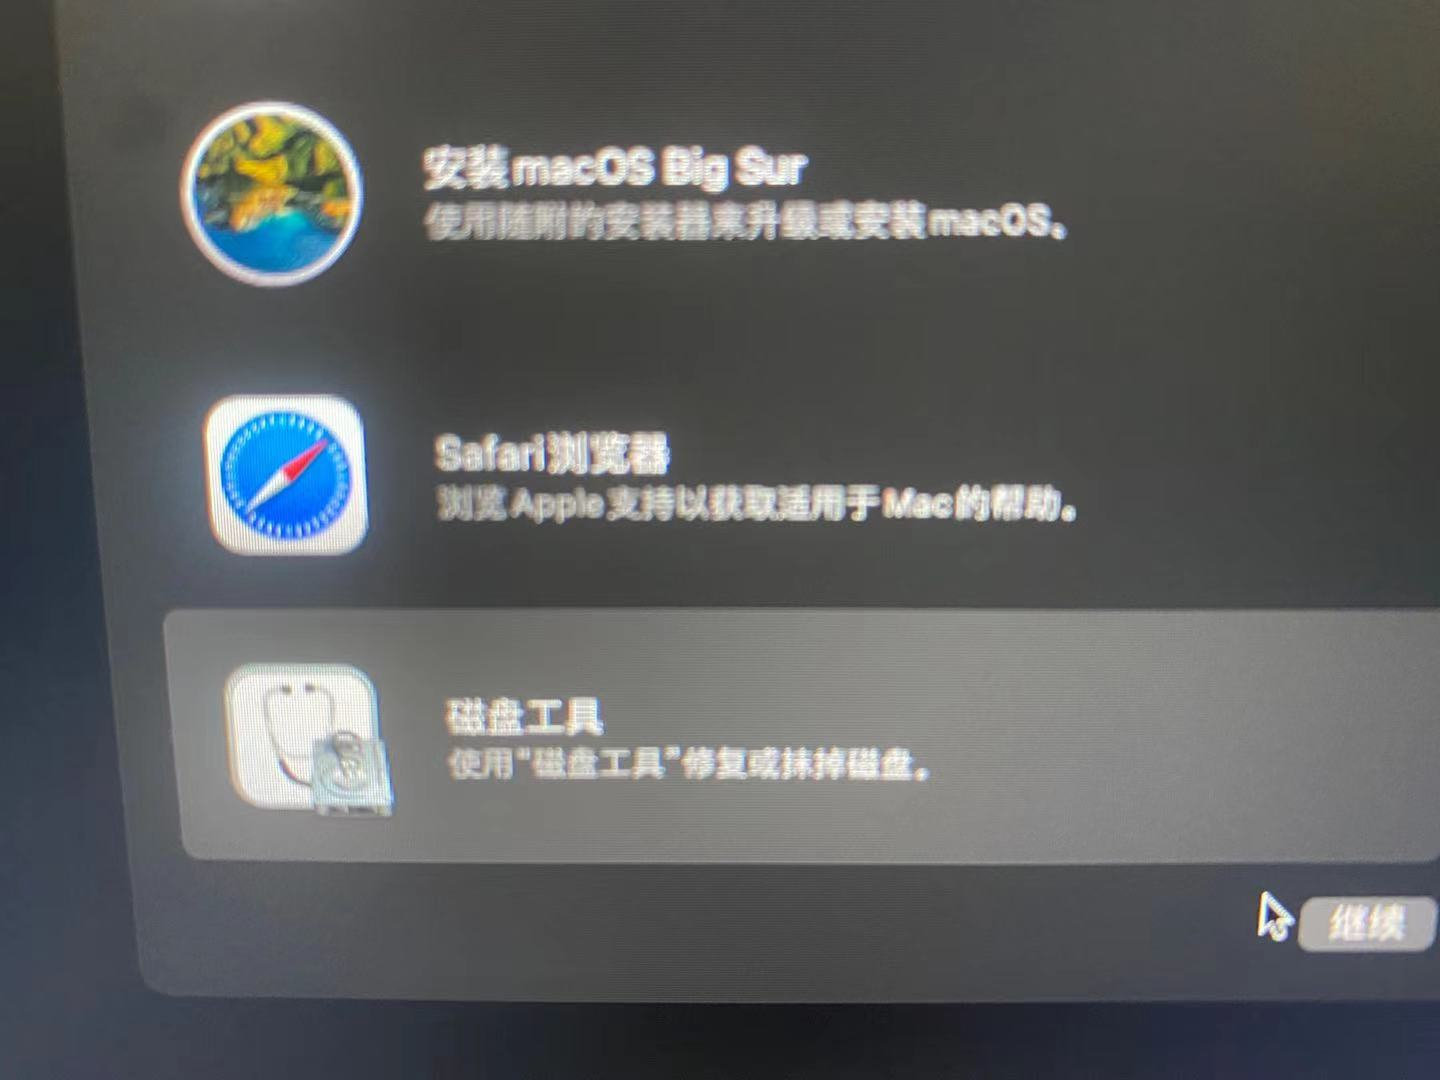 安装macOS Big Sur
使用随附的安装器来升级或安装macOS。
Safari浏览器
浏览Apple支持以获取适用于Mac的帮助。
磁盘工具
使用“磁盘工具”修复或抹掉磁盘。
继续